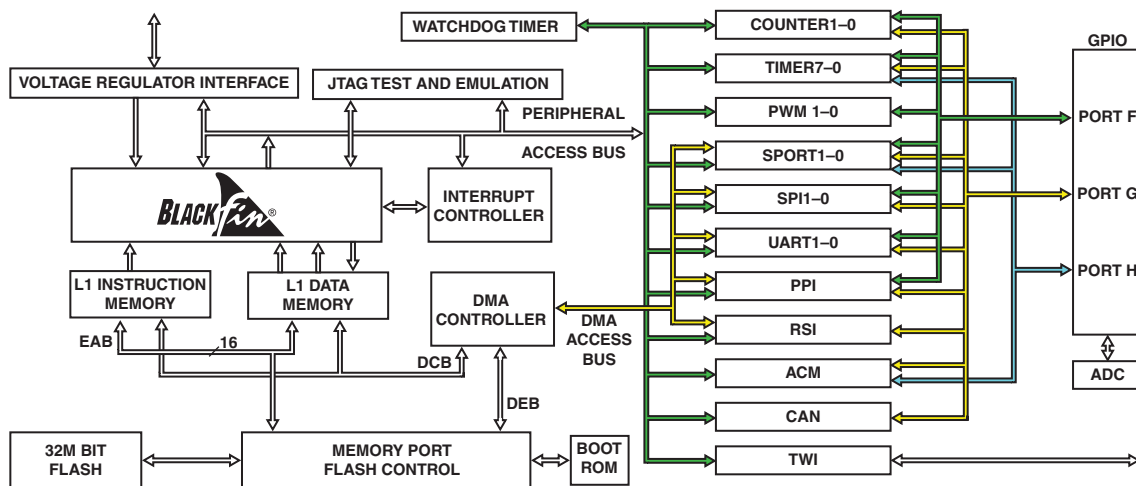 WATCHDOG TIMER
VOLTAGE REGULATOR INTERFACE
JTAG TEST AND EMULATION
PERIPHERAL
ACCESS BUS
BLACKfin®
INTERRUPT
CONTROLLER
L1 INSTRUCTION
MEMORY
L1 DATA
MEMORY
DMA
CONTROLLER
EAB
16
DCB
DMA
ACCESS
BUS
DEB
32M BIT
FLASH
MEMORY PORT
FLASH CONTROL
BOOT
ROM
COUNTER1–0
TIMER7–0
PWM 1–0
SPORT1–0
SPI1–0
UART1–0
PPI
RSI
ACM
CAN
TWI
GPIO
PORT F
PORT G
PORT H
ADC